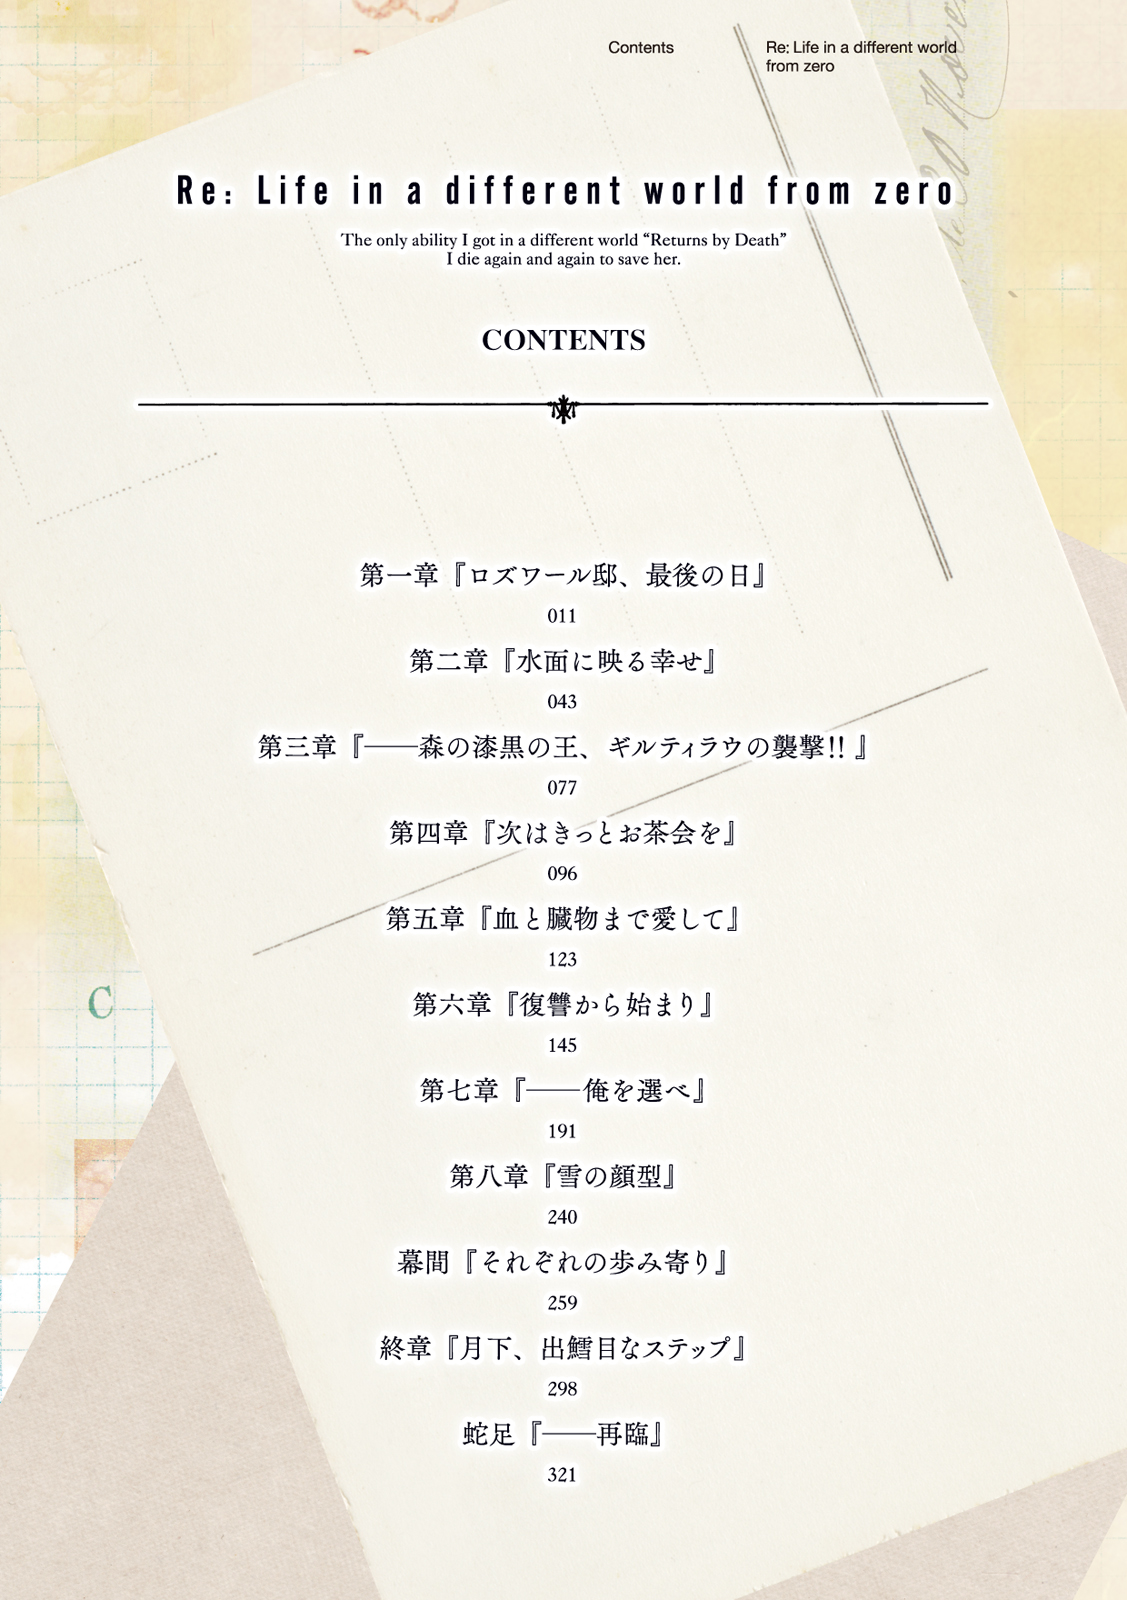 Contents
Re: Life in a different world
from zero
Re: Life in a different world from zero
The only ability I got in a different world “Returns by Death”
I die again and again to save her.
CONTENTS
第一章『ロズワール邸、最後の日』
011
第二章『水面に映る幸せ』
043
第三章『――森の漆黒の王、ギルティラウの襲撃!! 』
077
第四章『次はきっとお茶会を』
096
第五章『血と臓物まで愛して』
123
第六章『復讐から始まり』
145
第七章『――俺を選べ』
191
第八章『雪の顔型』
240
幕間『それぞれの歩み寄り』
259
終章『月下、出鱈目なステップ』
298
蛇足『――再臨』
321
C